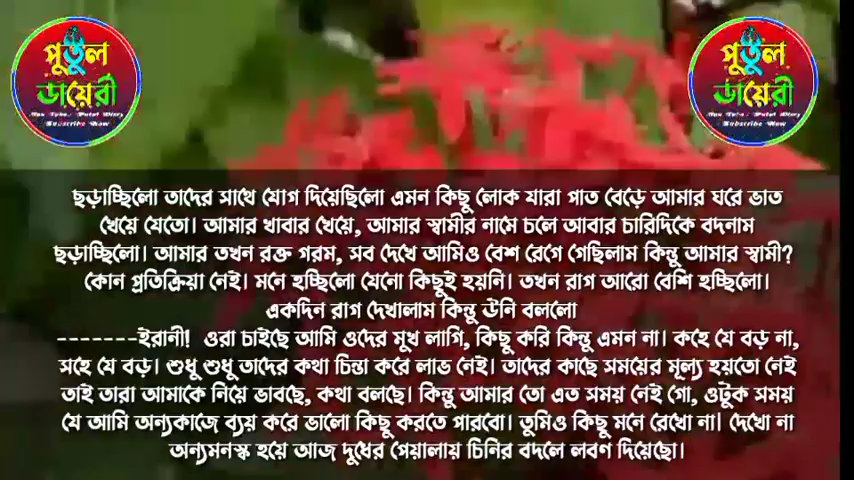 পুতুল
ডায়েরী
পুতুল
ডায়েরী
ছড়াচ্ছিলো তাদের সাথে যোগ দিয়েছিলো এমন কিছু লোক যারা পাত বেড়ে আমার ঘরে ভাত
খেয়ে যেতো। আমার খাবার খেয়ে, আমার স্বামীর নামে চলে আবার চারিদিকে বদনাম
ছড়াচ্ছিলো। আমার তখন রক্ত গরম, সব দেখে আমিও বেশ রেগে গেছিলাম কিন্তু আমার স্বামী?
কোন প্রতিক্রিয়া নেই। মনে হচ্ছিলো যেনো কিছুই হয়নি। তখন রাগ আরো বেশি হচ্ছিলো।
একদিন রাগ দেখালাম কিন্তু উনি বললো
-------ইরানী! ওরা চাইছে আমি ওদের মুখ লাগি, কিছু করি কিন্তু এমন না। কহে যে বড় না,
সহে যে বড়। শুধু শুধু তাদের কথা চিন্তা করে লাভ নেই। তাদের কাছে সময়ের মূল্য হয়তো নেই
তাই তারা আমাকে নিয়ে ভাবছে, কথা বলছে। কিন্তু আমার তো এত সময় নেই গো, ওটুক সময়
যে আমি অন্যকাজে ব্যয় করে ভালো কিছু করতে পারবো। তুমিও কিছু মনে রেখো না। দেখো না
অন্যমনস্ক হয়ে আজ দুধের পেয়ালায় চিনির বদলে লবণ দিয়েছো।